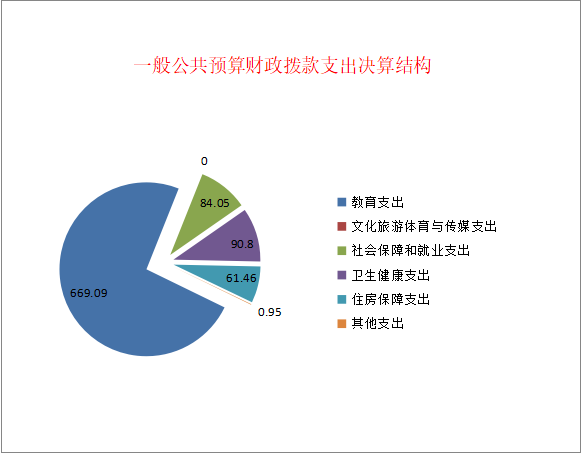 一般公共预算财政拨款支出决算结构
0
84.05
90.8
61.46
0.95
669.09
教育支出
文化旅游体育与传媒支出
社会保障和就业支出
卫生健康支出
住房保障支出
其他支出